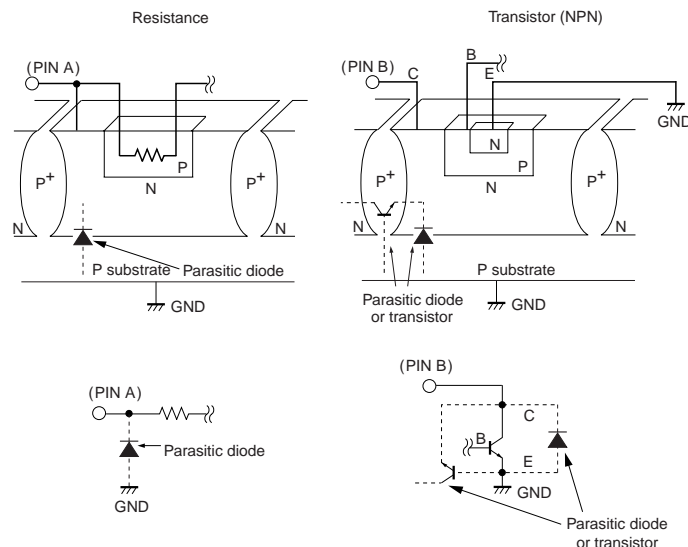 Resistance
(PIN A)
P+
N
P
N
P+
N
P substrate
Parasitic diode
GND
Transistor (NPN)
(PIN B)
C
B
E
GND
P+
N
N
P
N
P+
N
P substrate
Parasitic diode
or transistor
GND
(PIN A)
Parasitic diode
GND
(PIN B)
C
B
E
GND
Parasitic diode
or transistor